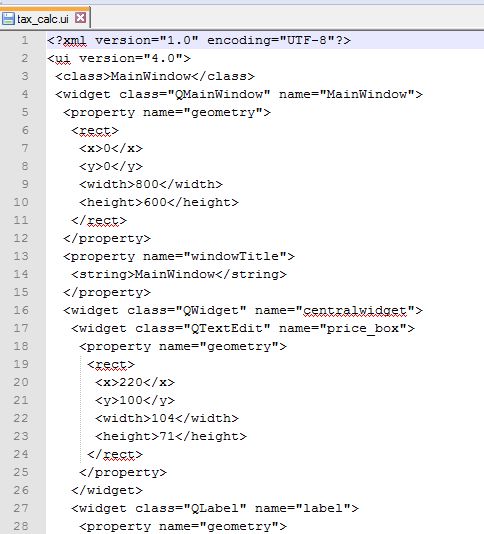 tax_calc.ui
1 <?xml version="1.0" encoding="UTF-8"?>
2 <ui version="4.0">
3 <class>MainWindow</class>
4 <widget class="QMainWindow" name="MainWindow">
5 <property name="geometry">
6 <rect>
7 <x>0</x>
8 <y>0</y>
9 <width>800</width>
10 <height>600</height>
11 </rect>
12 </property>
13 <property name="windowTitle">
14 <string>MainWindow</string>
15 </property>
16 <widget class="QWidget" name="centralwidget">
17 <widget class="QTextEdit" name="price_box">
18 <property name="geometry">
19 <rect>
20 <x>220</x>
21 <y>100</y>
22 <width>104</width>
23 <height>71</height>
24 </rect>
25 </property>
26 </widget>
27 <widget class="QLabel" name="label">
28 <property name="geometry">